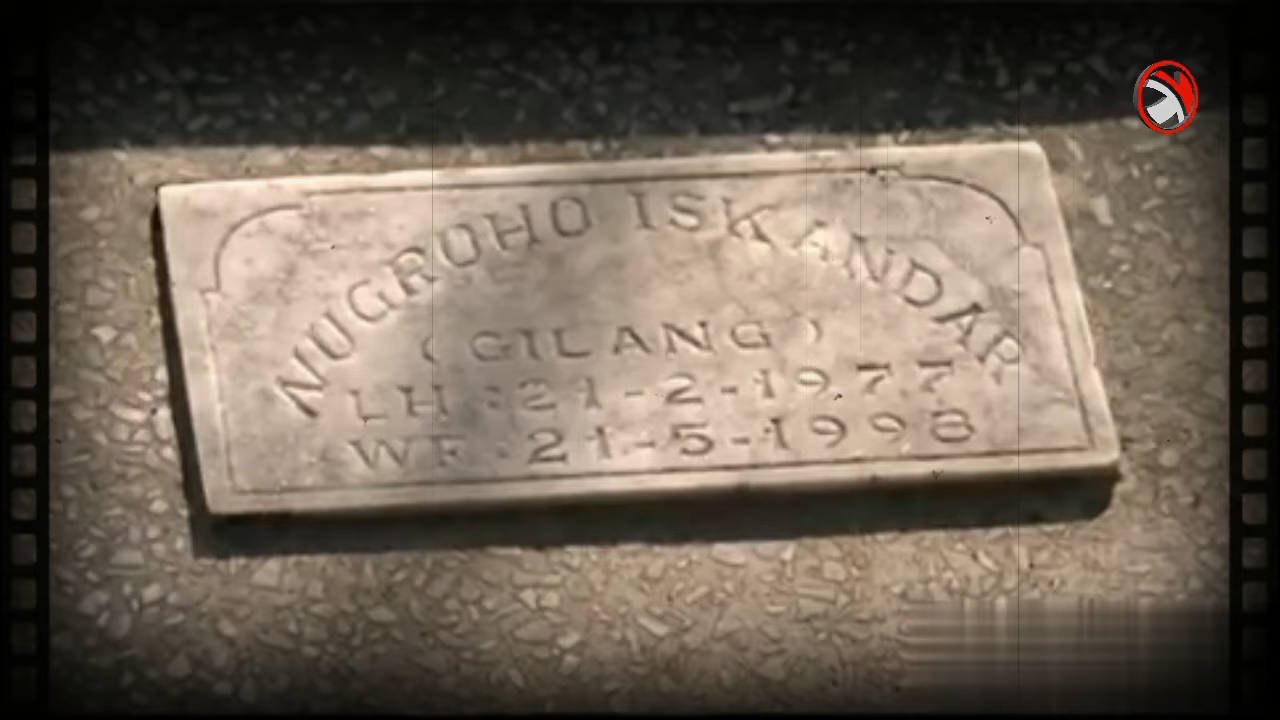 NUGROHO ISKANDAR
( GILANG )
LH : 21-2-1977
WF : 21-5-1998